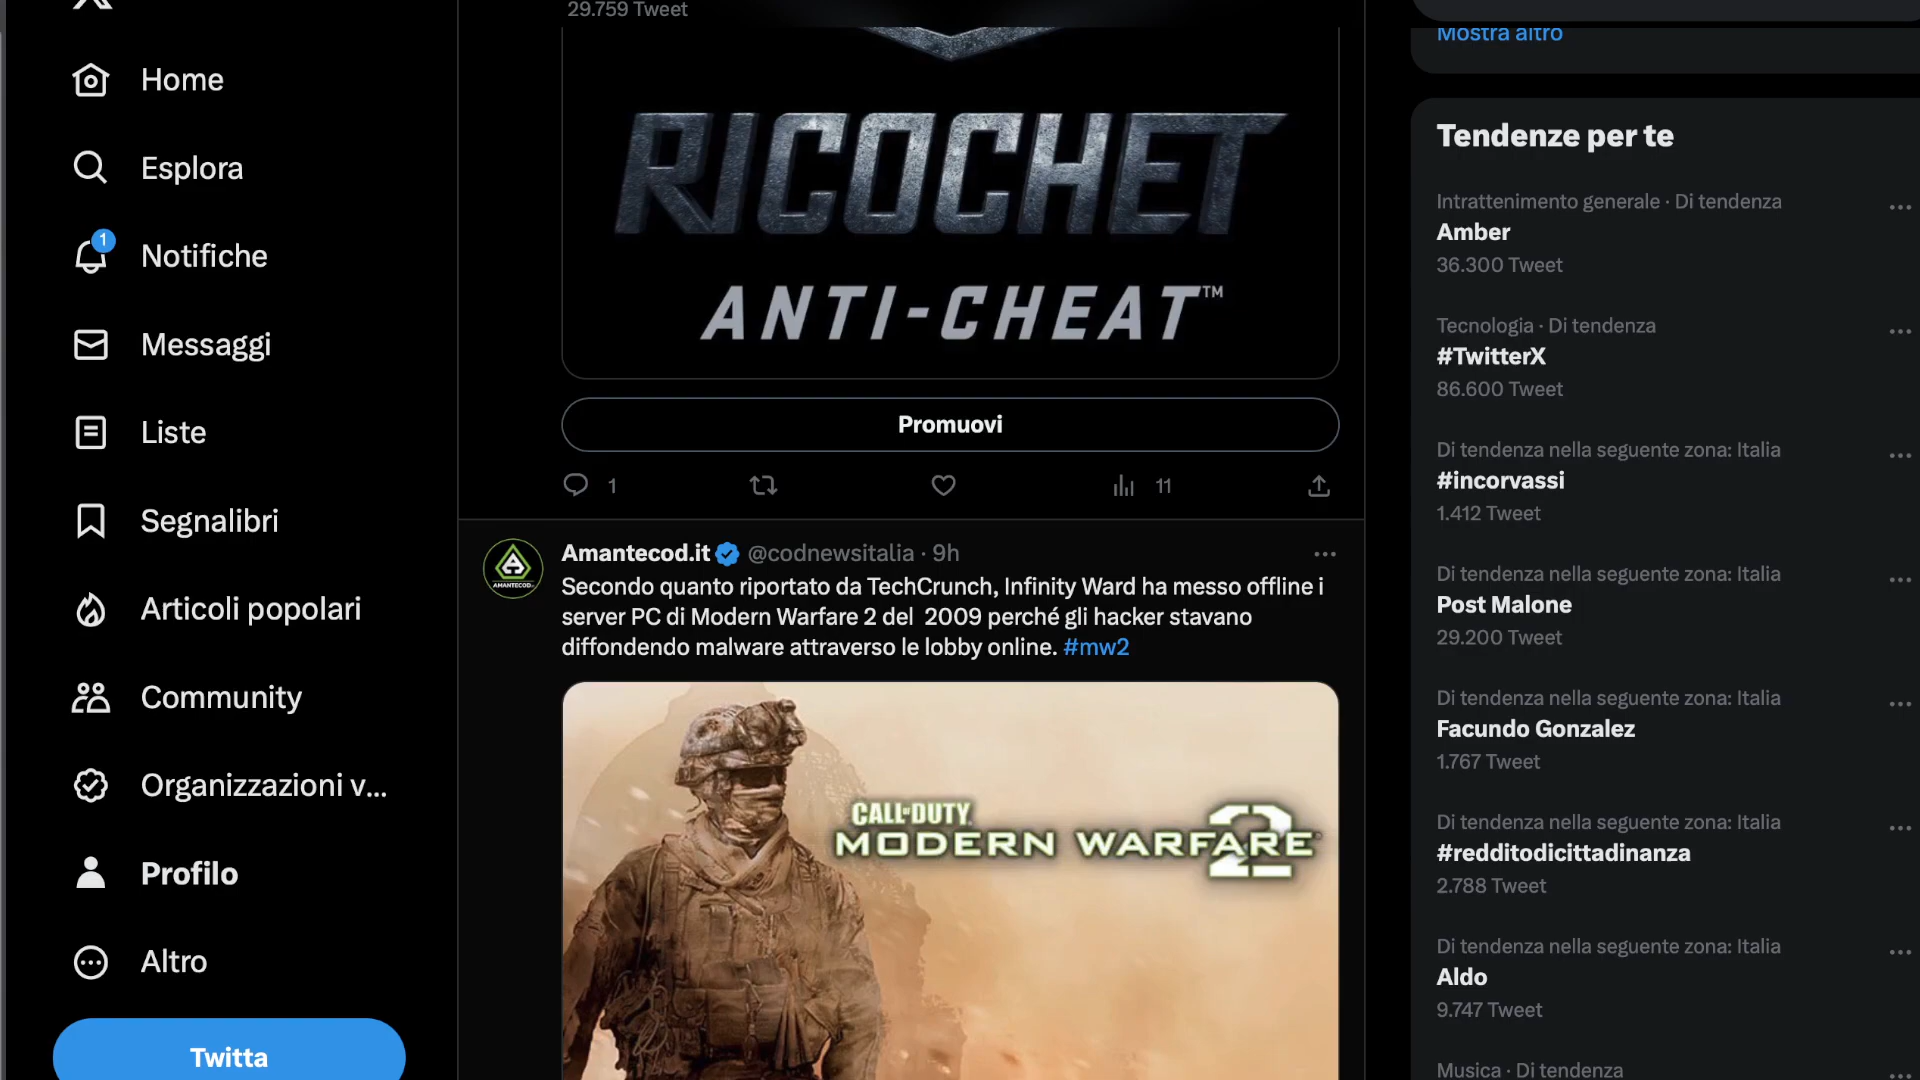 29.759 Tweet
Home
Esplora
1
Notifiche
Messaggi
Liste
Segnalibri
Articoli popolari
Community
Organizzazioni v...
Profilo
Altro
Twitta
RICOCHET
ANTI-CHEAT™
Promuovi
1
11
Amantecod.it @codnewsitalia · 9h
AMANTECOD
Secondo quanto riportato da TechCrunch, Infinity Ward ha messo offline i
server PC di Modern Warfare 2 del  2009 perché gli hacker stavano
diffondendo malware attraverso le lobby online. #mw2
CALL OF DUTY
MODERN WARFARE 2
Mostra altro
Tendenze per te
Intrattenimento generale · Di tendenza
Amber
36.300 Tweet
Tecnologia · Di tendenza
#TwitterX
86.600 Tweet
Di tendenza nella seguente zona: Italia
#incorvassi
1.412 Tweet
Di tendenza nella seguente zona: Italia
Post Malone
29.200 Tweet
Di tendenza nella seguente zona: Italia
Facundo Gonzalez
1.767 Tweet
Di tendenza nella seguente zona: Italia
#redditodicittadinanza
2.788 Tweet
Di tendenza nella seguente zona: Italia
Aldo
9.747 Tweet
Musica · Di tendenza